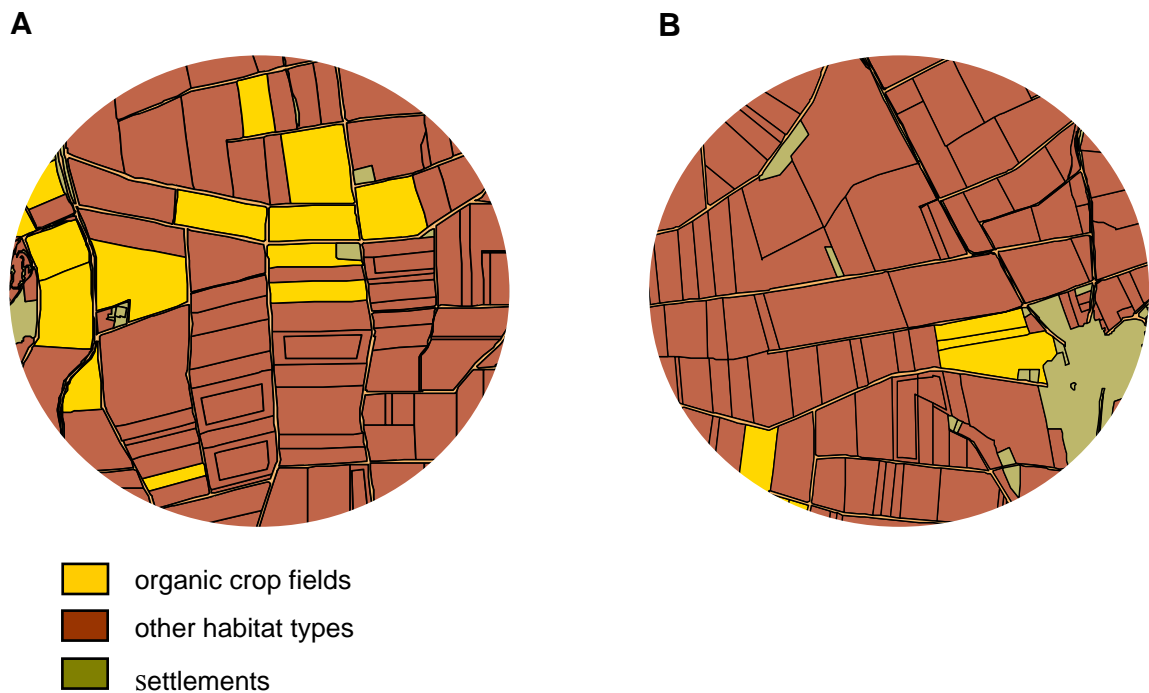 A
B
organic crop fields
other habitat types
settlements